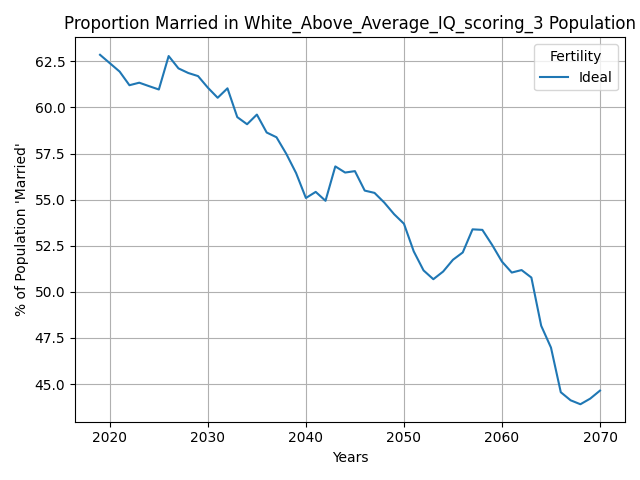 Proportion Married in White_Above_Average_IQ_scoring_3 Population
Fertility
Ideal
% of Population 'Married'
62.5
60.0
57.5
55.0
52.5
50.0
47.5
45.0
2020 2030 2040 2050 2060 2070
Years